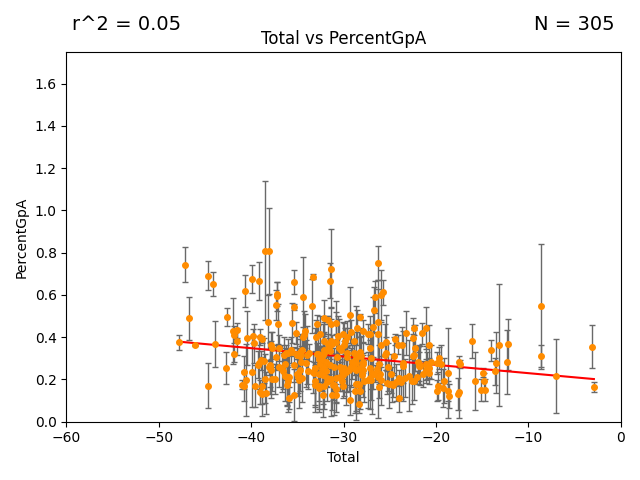 r^2 = 0.05 N = 305
Total vs PercentGpA
1.6
1.4
1.2
1.0
0.8
0.6
0.4
0.2
0.0
PercentGpA
−60 −50 −40 −30 −20 −10 0
Total